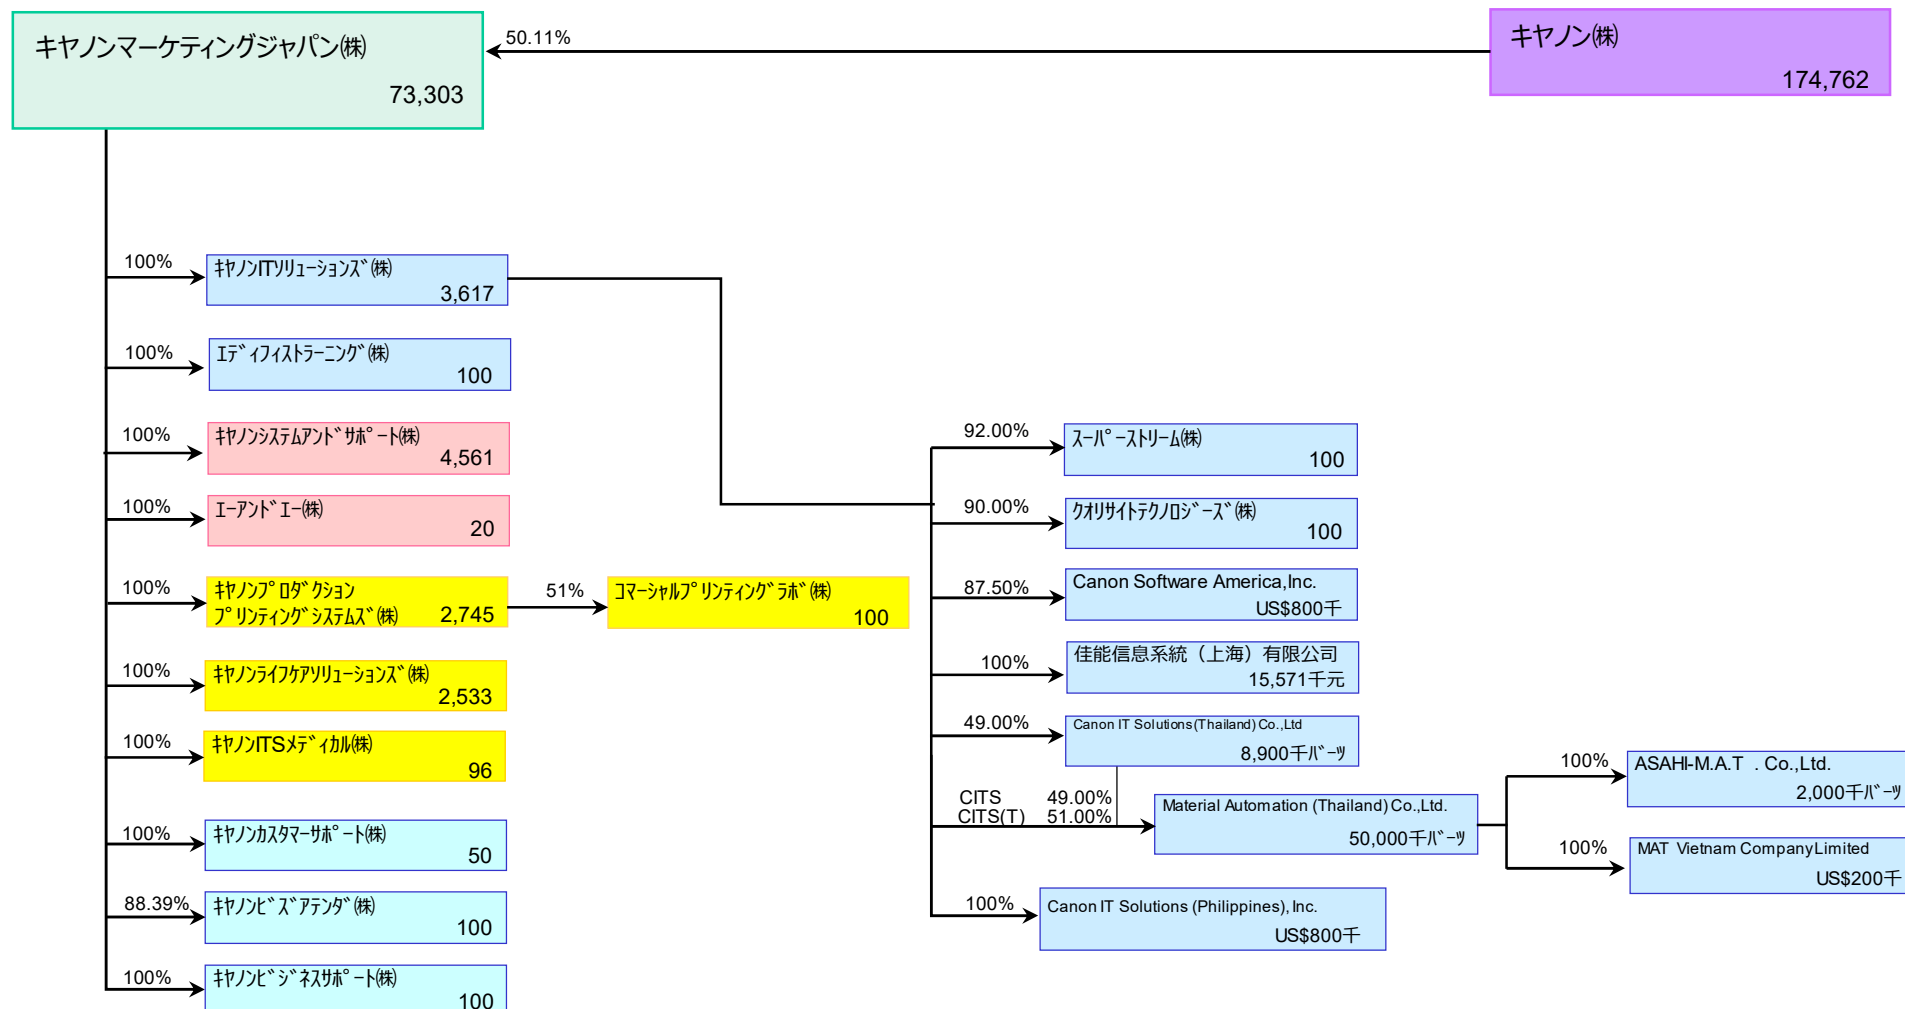 キヤノンマーケティングジャパン㈱
73,303
50.11%
キヤノン㈱
174,762
100%
キヤノンITソリューションズ㈱
3,617
100%
エディフィストラーニング㈱
100
100%
キヤノンシステムアンドサポート㈱
4,561
100%
エーアンドエー㈱
20
100%
キヤノンプロダクション
プリンティングシステムズ㈱ 2,745
51%
コマーシャルプリンティングラボ㈱
100
100%
キヤノンライフケアソリューションズ㈱
2,533
100%
キヤノンITSメディカル㈱
96
100%
キヤノンカスタマーサポート㈱
50
88.39%
キヤノンビズアテンダ㈱
100
100%
キヤノンビジネスサポート㈱
100
92.00%
スーパーストリーム㈱
100
90.00%
クオリサイトテクノロジーズ㈱
100
87.50%
Canon Software America,Inc.
US$800千
100%
佳能信息系統（上海）有限公司
15,571千元
49.00%
Canon IT Solutions(Thailand)Co.,Ltd
8,900千バーツ
CITS 49.00%
CITS(T) 51.00%
Material Automation (Thailand) Co.,Ltd.
50,000千バーツ
100%
ASAHI-M.A.T . Co.,Ltd.
2,000千バーツ
100%
MAT Vietnam CompanyLimited
US$200千
100%
Canon IT Solutions (Philippines), Inc.
US$800千